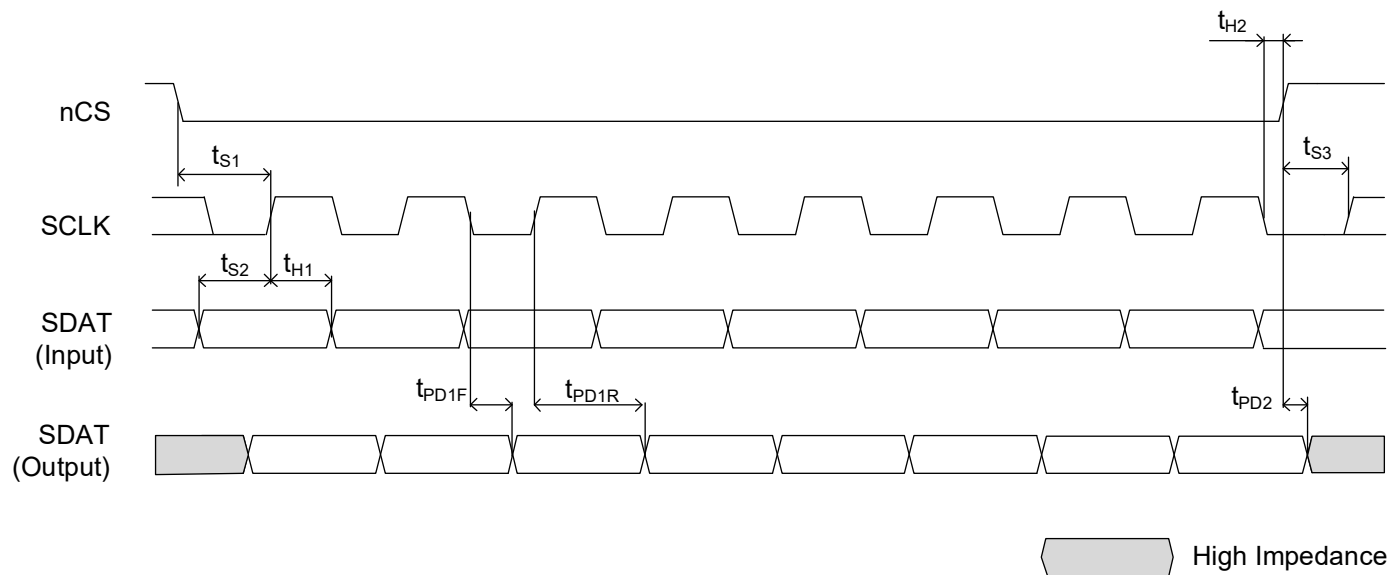 tH2
nCS
tS1
tS3
SCLK
tS2
tH1
SDAT
(Input)
tPD1F
tPD1R
tPD2
SDAT
(Output)
High Impedance